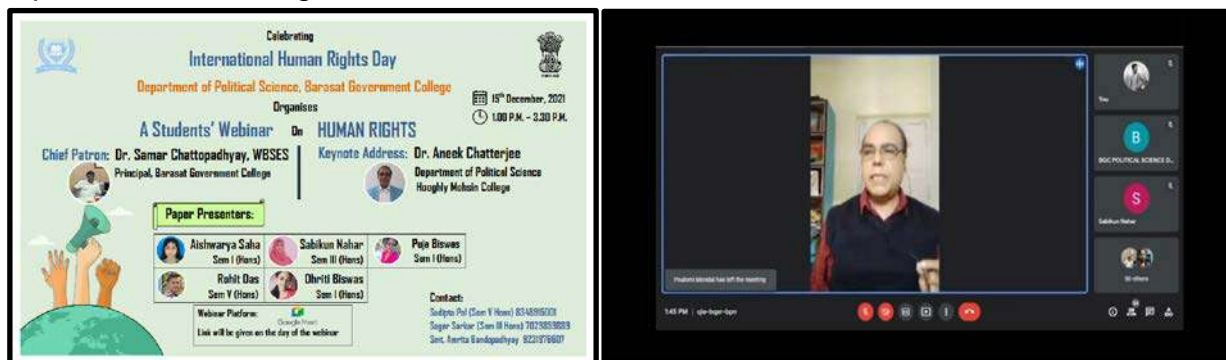 Celebrating
International Human Rights Day
Department of Political Science, Barasat Government College
Organises
15th December, 2021
1.00 P.M. - 3.30 P.M.
A Students' Webinar On HUMAN RIGHTS
Chief Patron: Dr. Samar Chattopadhyay, WBSES
Principal, Barasat Government College
Keynote Address: Dr. Aneek Chatterjee
Department of Political Science
Hooghly Mohsin College
Paper Presenters:
Aishwarya Saha
Sem I (Hons)
Sabikun Nahar
Sem III (Hons)
Puja Biswas
Sem I (Hons)
Rohit Das
Sem V (Hons)
Dhriti Biswas
Sem I (Hons)
Webinar Platform:
Google Meet
Link will be given on the day of the webinar
Contact:
Sudipta Pal (Sem V Hons)
Sagar Sarkar (Sem III Hons)
Smt. Amrita Bandopadhyay
You
B
BGC POLITICAL SCIENCE D...
S
Sabikun Nahar
50 others
Poulomi Mondal has left the meeting
1:45 PM